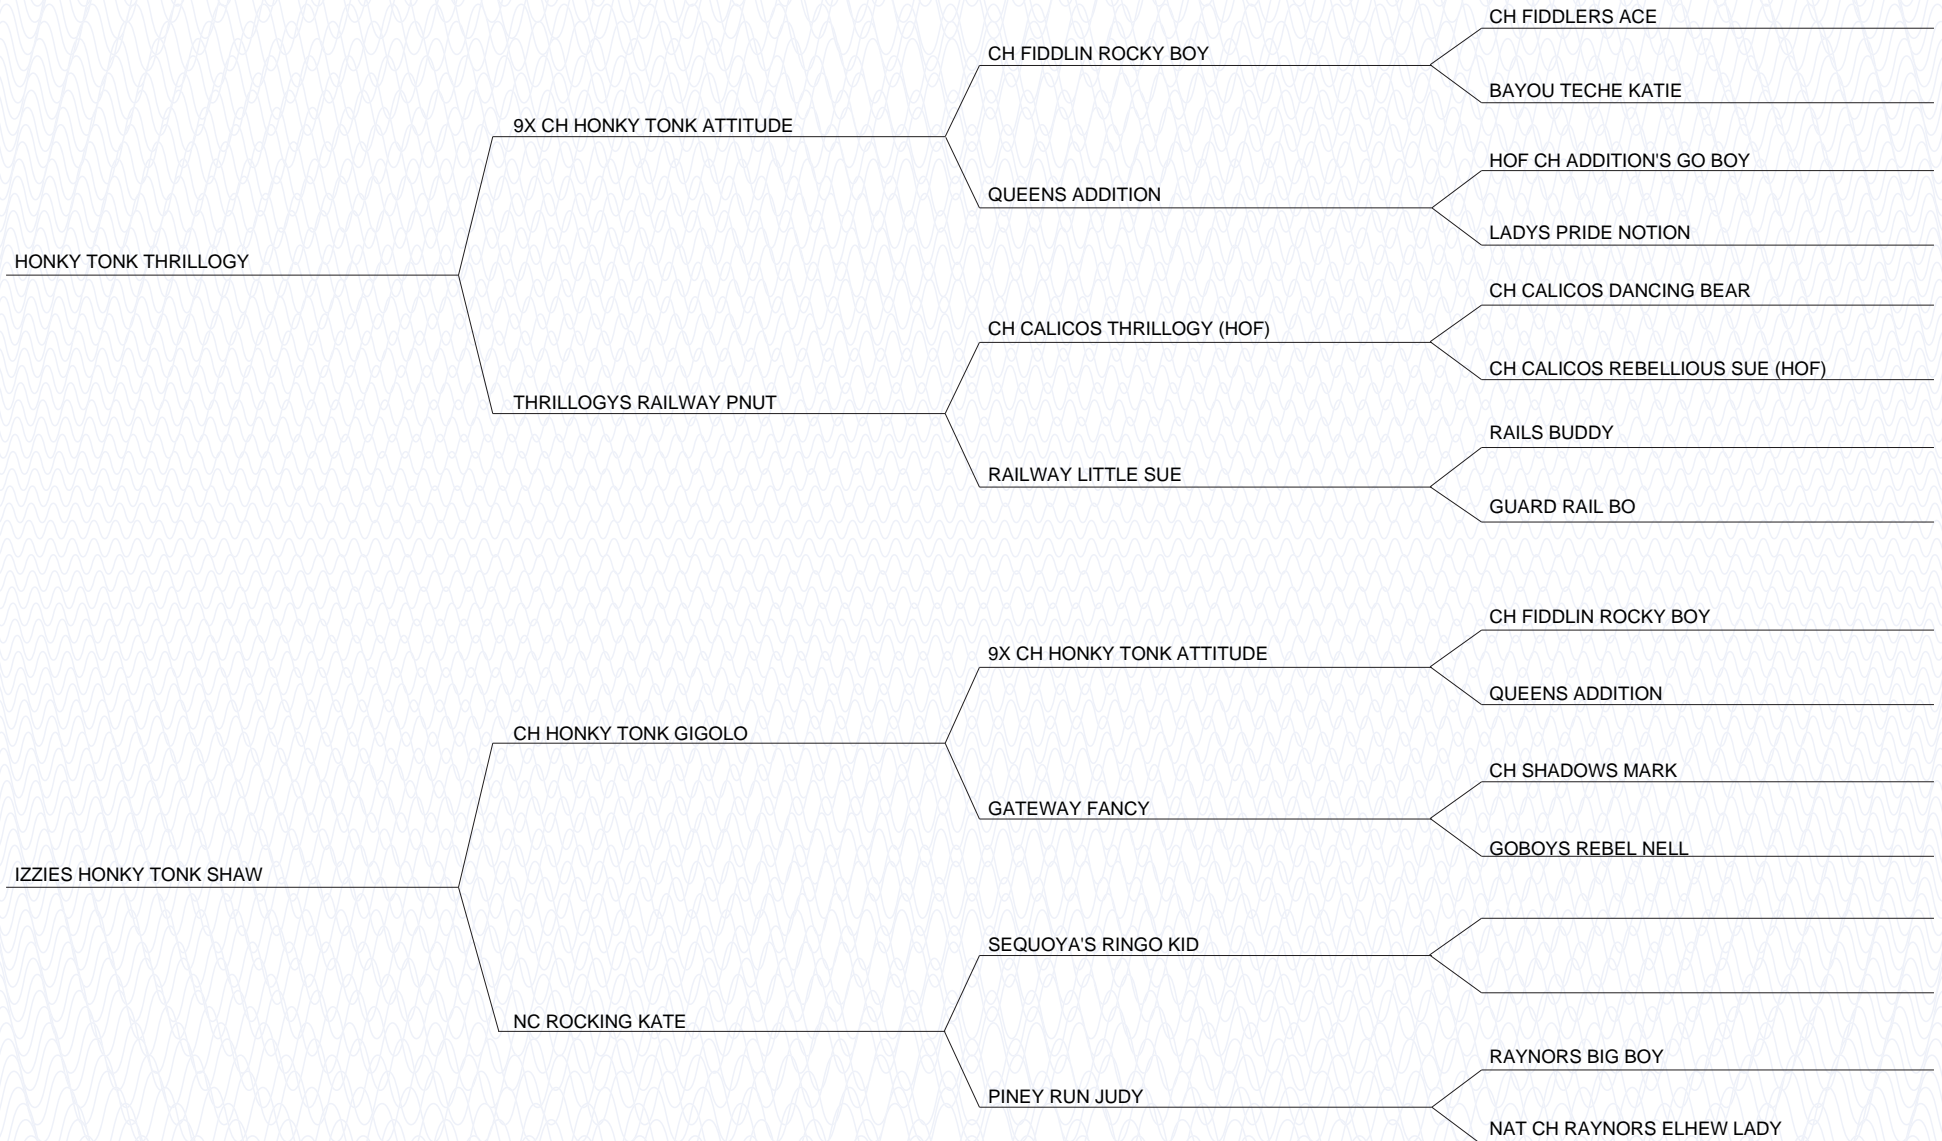 CH FIDDLERS ACE
CH FIDDLIN ROCKY BOY
BAYOU TECHE KATIE
9X CH HONKY TONK ATTITUDE
HOF CH ADDITION'S GO BOY
QUEENS ADDITION
LADYS PRIDE NOTION
HONKY TONK THRILLOGY
CH CALICOS DANCING BEAR
CH CALICOS THRILLOGY (HOF)
CH CALICOS REBELLIOUS SUE (HOF)
THRILLOGYS RAILWAY PNUT
RAILS BUDDY
RAILWAY LITTLE SUE
GUARD RAIL BO
CH FIDDLIN ROCKY BOY
9X CH HONKY TONK ATTITUDE
QUEENS ADDITION
CH HONKY TONK GIGOLO
CH SHADOWS MARK
GATEWAY FANCY
GOBOYS REBEL NELL
IZZIES HONKY TONK SHAW
SEQUOYA'S RINGO KID
NC ROCKING KATE
RAYNORS BIG BOY
PINEY RUN JUDY
NAT CH RAYNORS ELHEW LADY